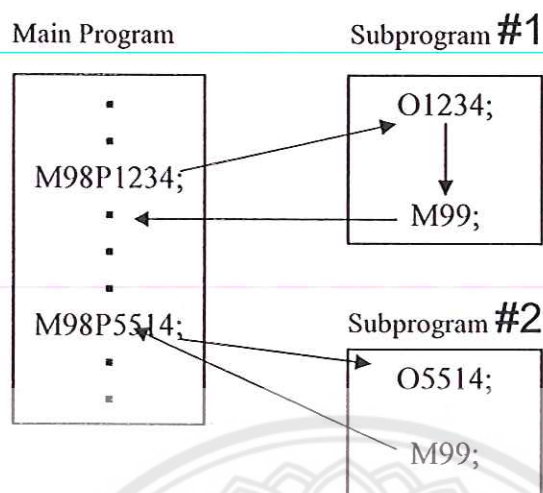 Main Program
M98P1234;
M98P5514;
Subprogram #1
O1234;
M99;
Subprogram #2
O5514;
M99;